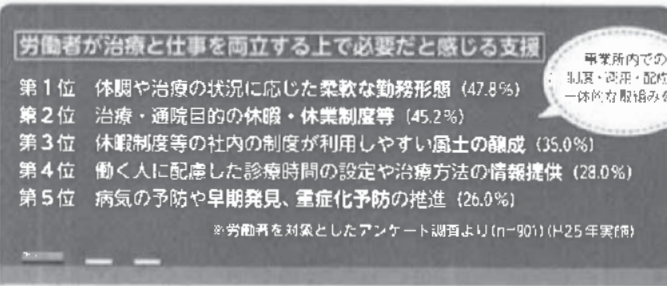 労働者が治療と仕事を両立する上で必要だと感じる支援
事業所内での
制度・運用・配慮
一体的な取組みを
第1位 体調や治療の状況に応じた柔軟な勤務形態 (47.8%)
第2位 治療・通院目的の休暇・休業制度等 (45.2%)
第3位 休暇制度等の社内の制度が利用しやすい風土の醸成 (35.0%)
第4位 働く人に配慮した診療時間の設定や治療方法の情報提供 (28.0%)
第5位 病気の予防や早期発見、重症化予防の推進 (26.0%)
※労働者を対象としたアンケート調査より(n=901)(H25年実施)